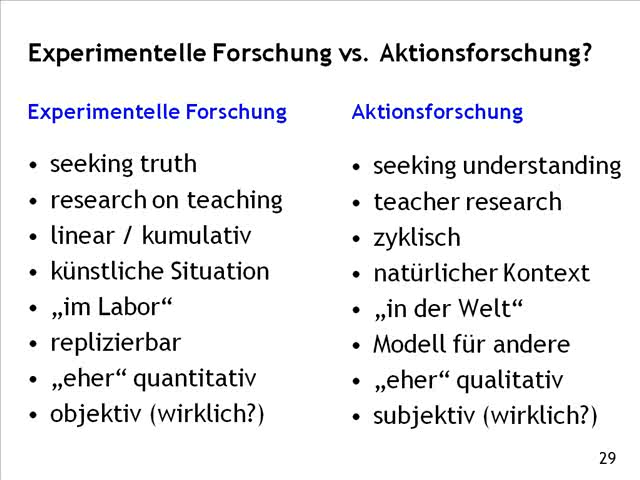 Experimentelle Forschung vs. Aktionsforschung?
Experimentelle Forschung
• seeking truth
• research on teaching
• linear / kumulativ
• künstliche Situation
• „im Labor“
• replizierbar
• „eher“ quantitativ
• objektiv (wirklich?)
Aktionsforschung
• seeking understanding
• teacher research
• zyklisch
• natürlicher Kontext
• „in der Welt“
• Modell für andere
• „eher“ qualitativ
• subjektiv (wirklich?)
29